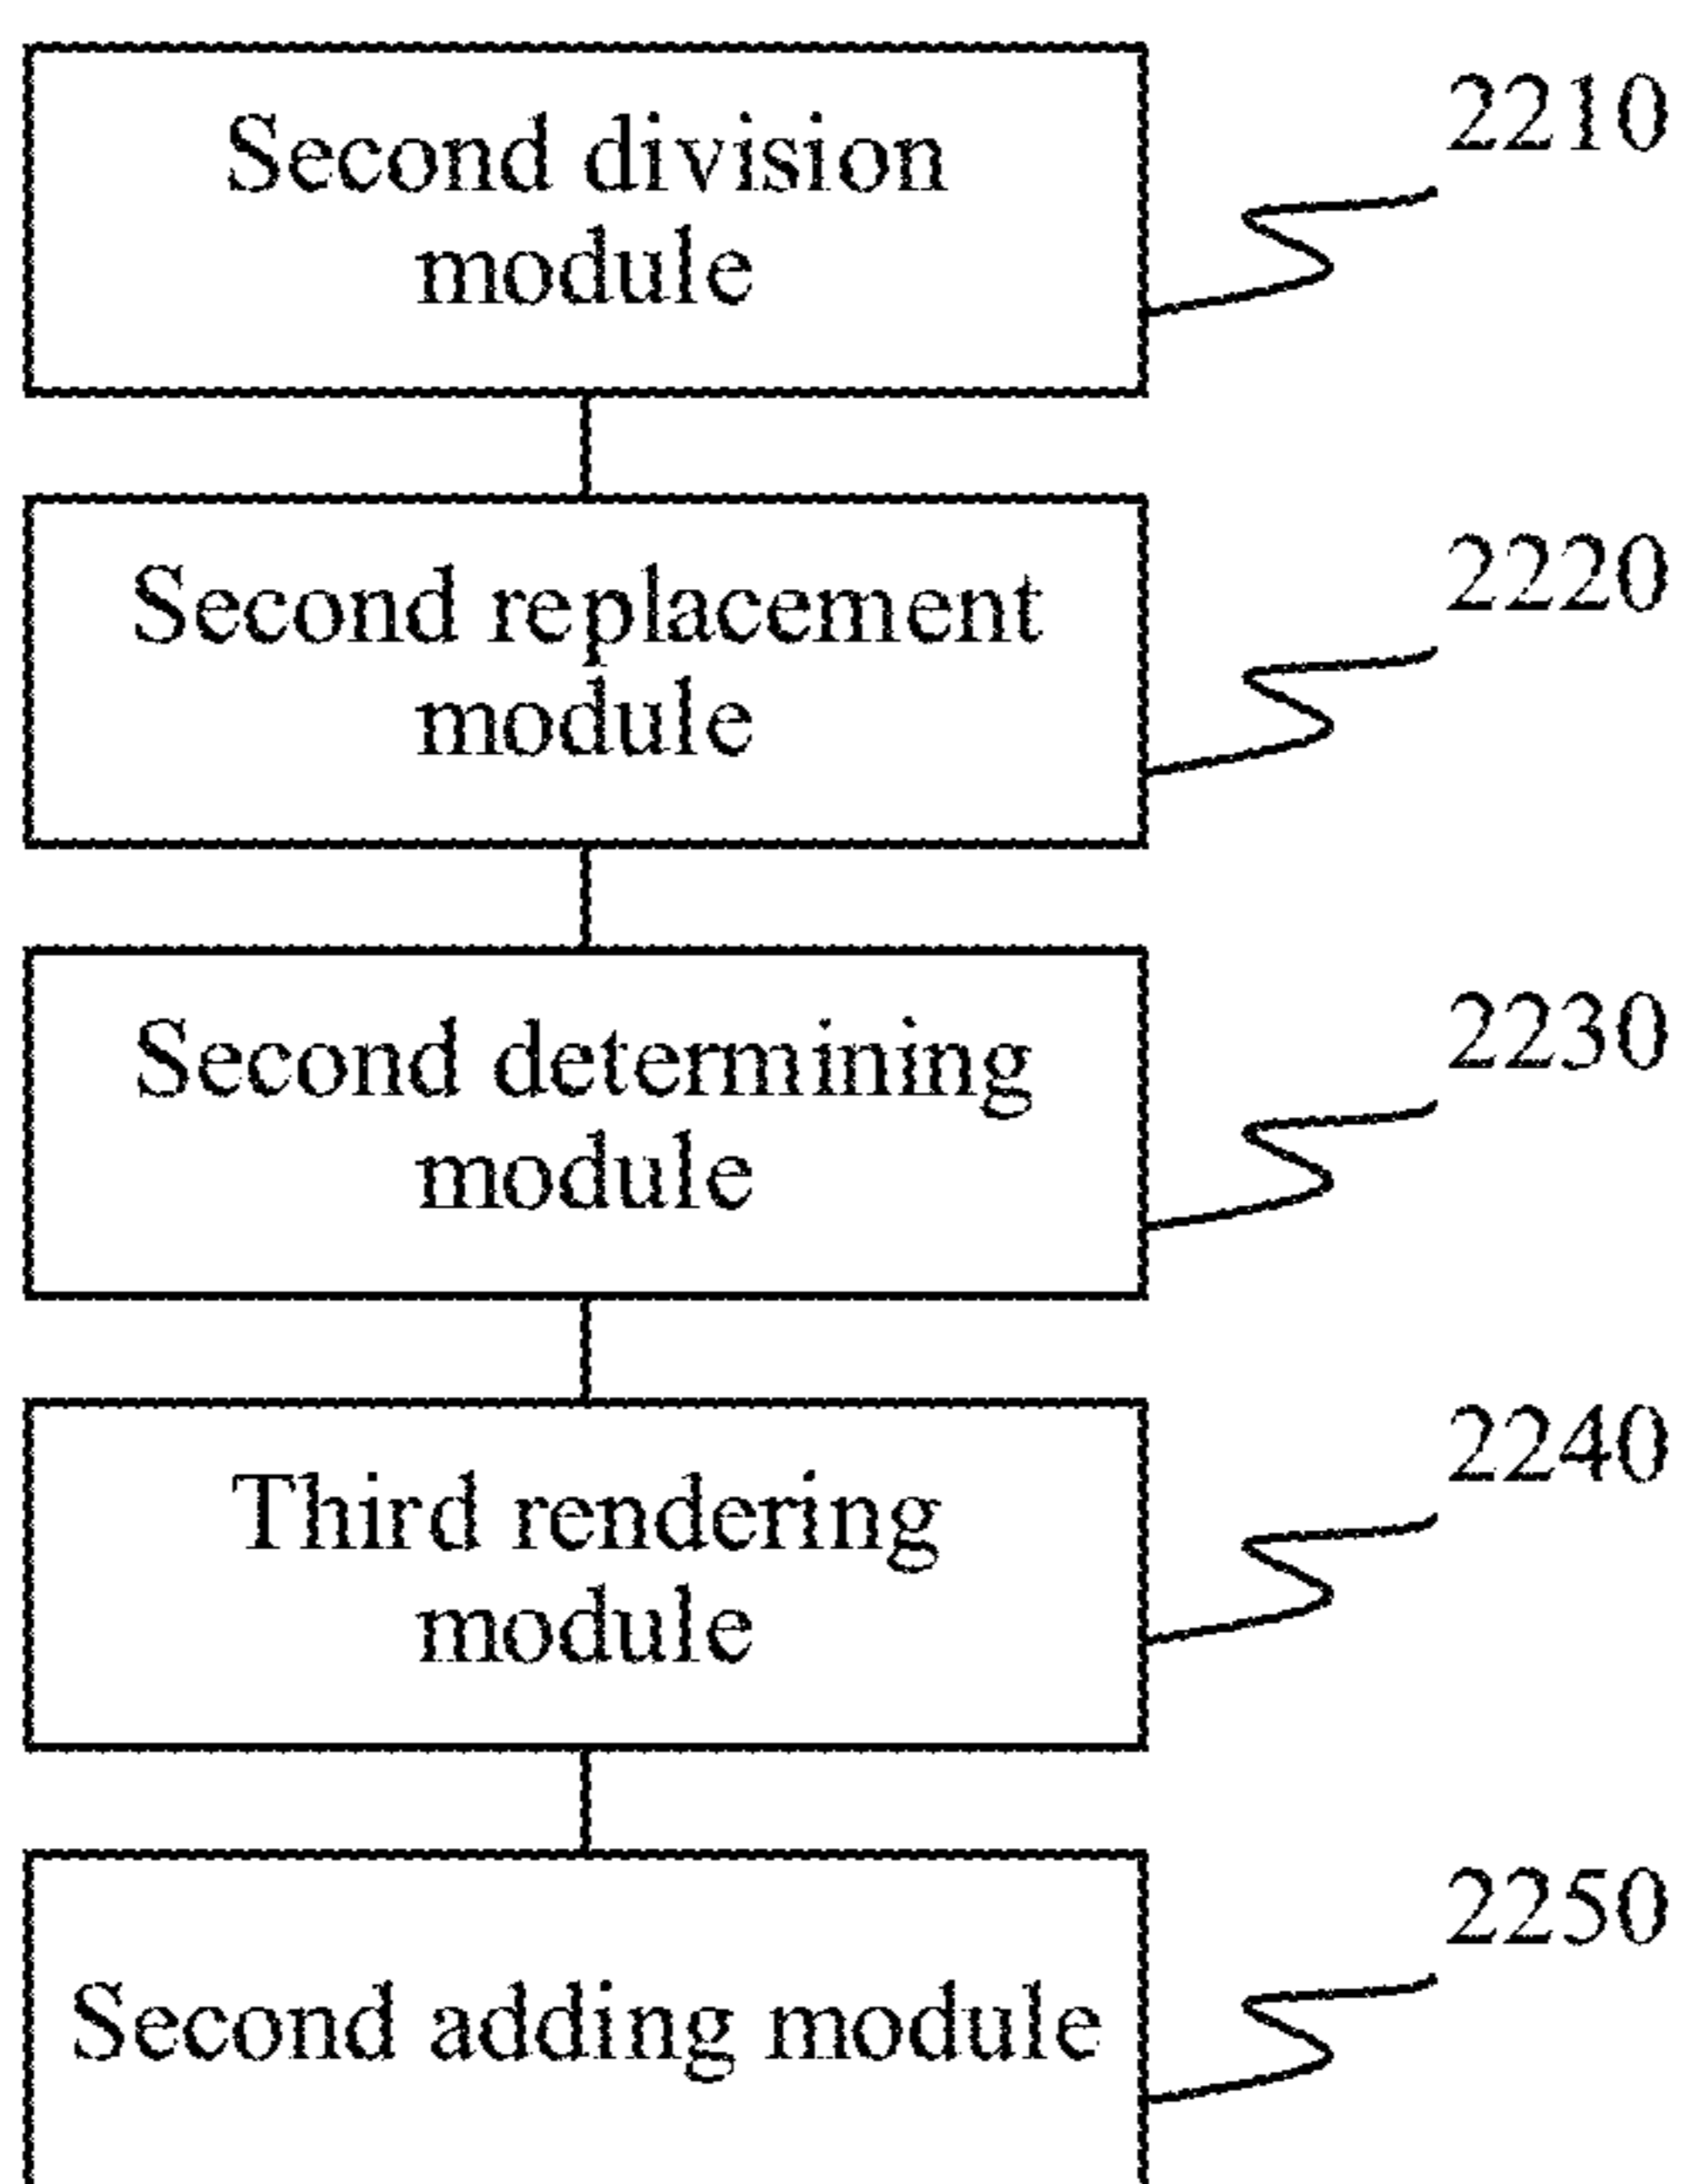 Second division
module
2210
Second replacement
module
2220
Second determining
module
2230
Third rendering
module
2240
Second adding module
2250